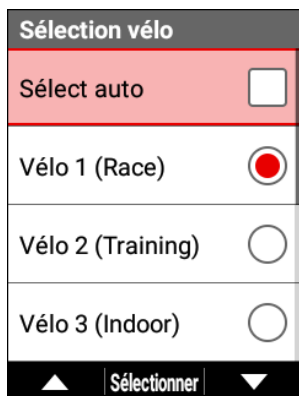 Sélection vélo
Sélect auto
Vélo 1 (Race)
Vélo 2 (Training)
Vélo 3 (Indoor)
Sélectionner